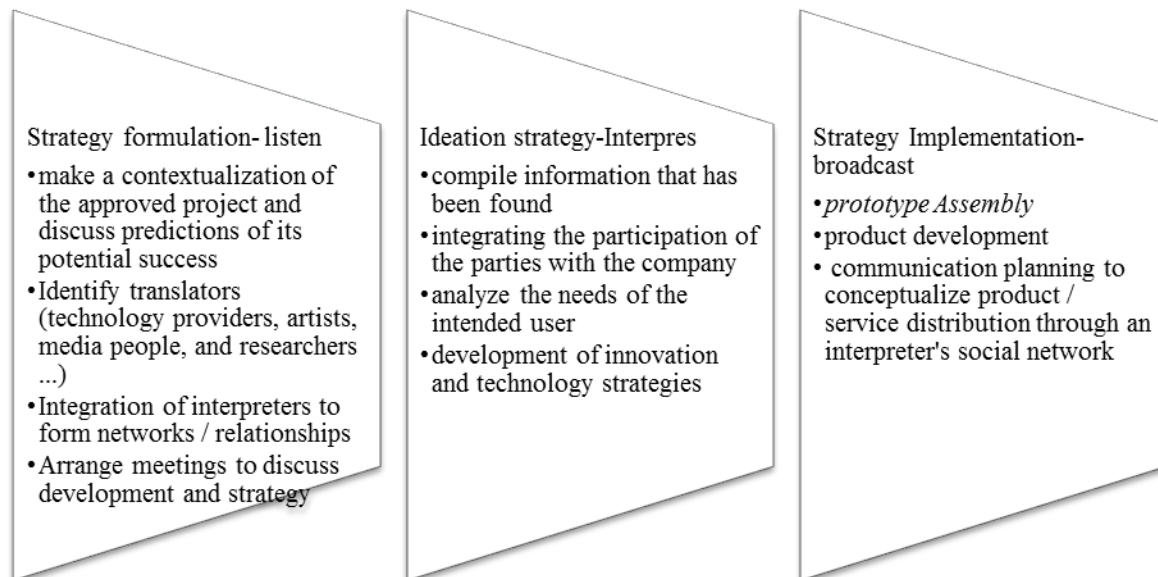 Strategy formulation- listen
•make a contextualization of
the approved project and
discuss predictions of its
potential success
•Identify translators
(technology providers, artists,
media people, and researchers
...)
•Integration of interpreters to
form networks / relationships
•Arrange meetings to discuss
development and strategy
Ideation strategy-Interpres
•compile information that has
been found
•integrating the participation of
the parties with the company
•analyze the needs of the
intended user
•development of innovation
and technology strategies
Strategy Implementation-
broadcast
•prototype Assembly
•product development
• communication planning to
conceptualize product /
service distribution through an
interpreter's social network